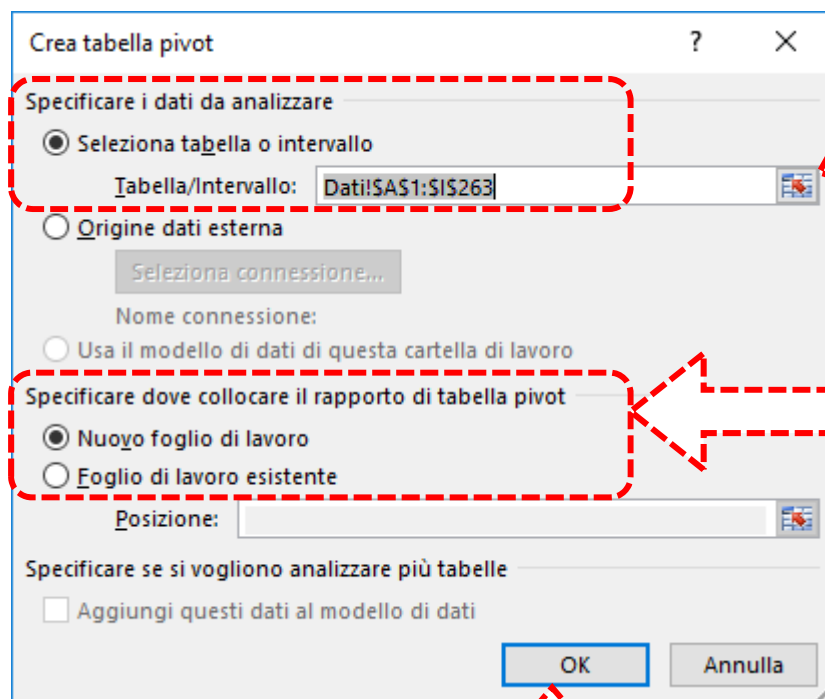 Crea tabella pivot ? ×
Specificare i dati da analizzare
Seleziona tabella o intervallo
Tabella/Intervallo: Dati!$A$1:$I$263
Origine dati esterna
Seleziona connessione...
Nome connessione:
Usa il modello di dati di questa cartella di lavoro
Specificare dove collocare il rapporto di tabella pivot
Nuovo foglio di lavoro
Foglio di lavoro esistente
Posizione:
Specificare se si vogliono analizzare più tabelle
Aggiungi questi dati al modello di dati
OK Annulla